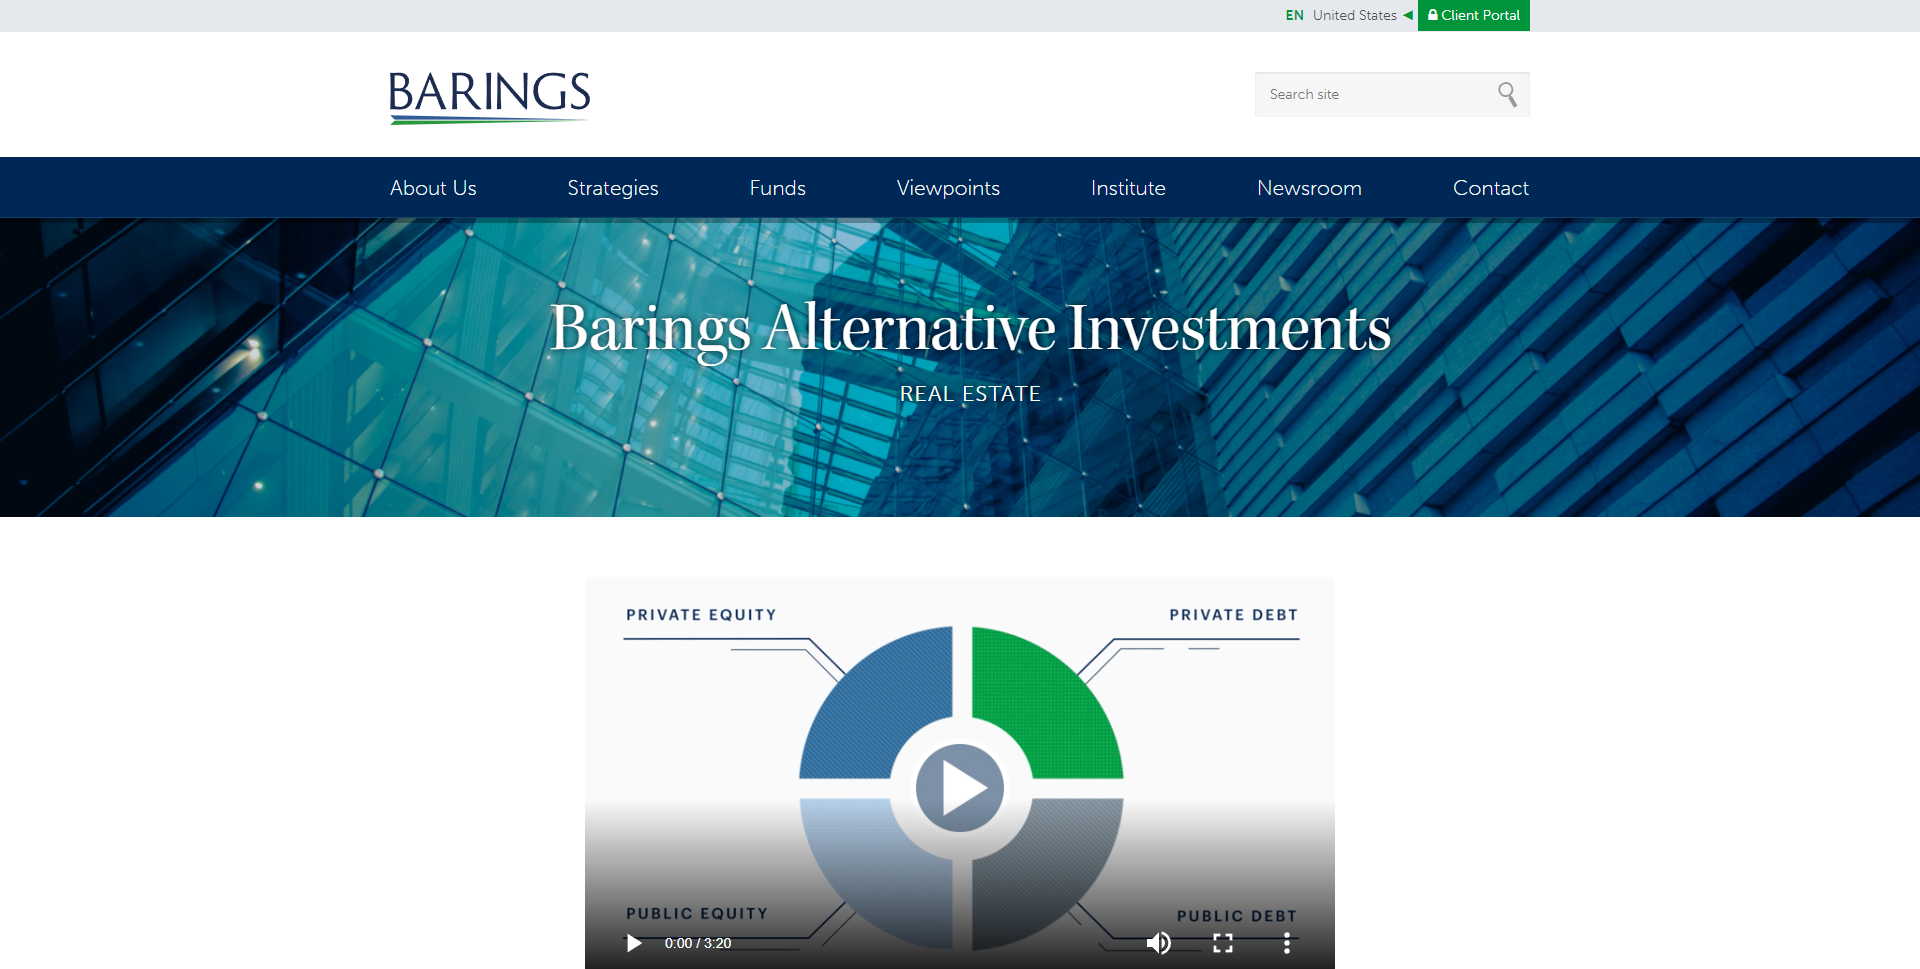 EN United States Client Portal
BARINGS
Search site
About Us Strategies Funds Viewpoints Institute Newsroom Contact
Barings Alternative Investments
REAL ESTATE
PRIVATE EQUITY PRIVATE DEBT
PUBLIC EQUITY PUBLIC DEBT
0:00 / 3:20